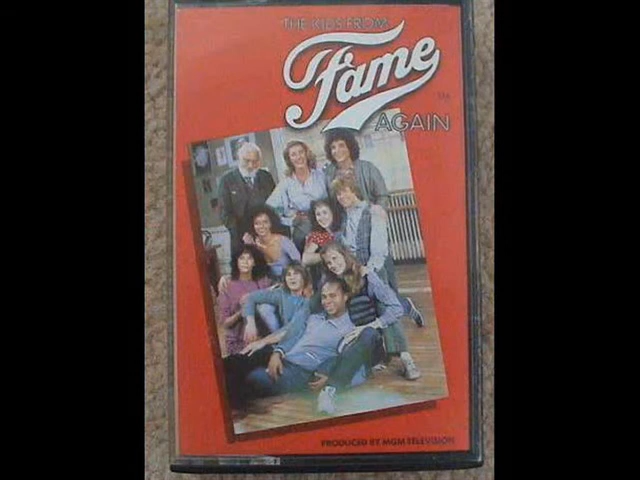 THE KIDS FROM
Fame
TM
AGAIN
PRODUCED BY MGM TELEVISION